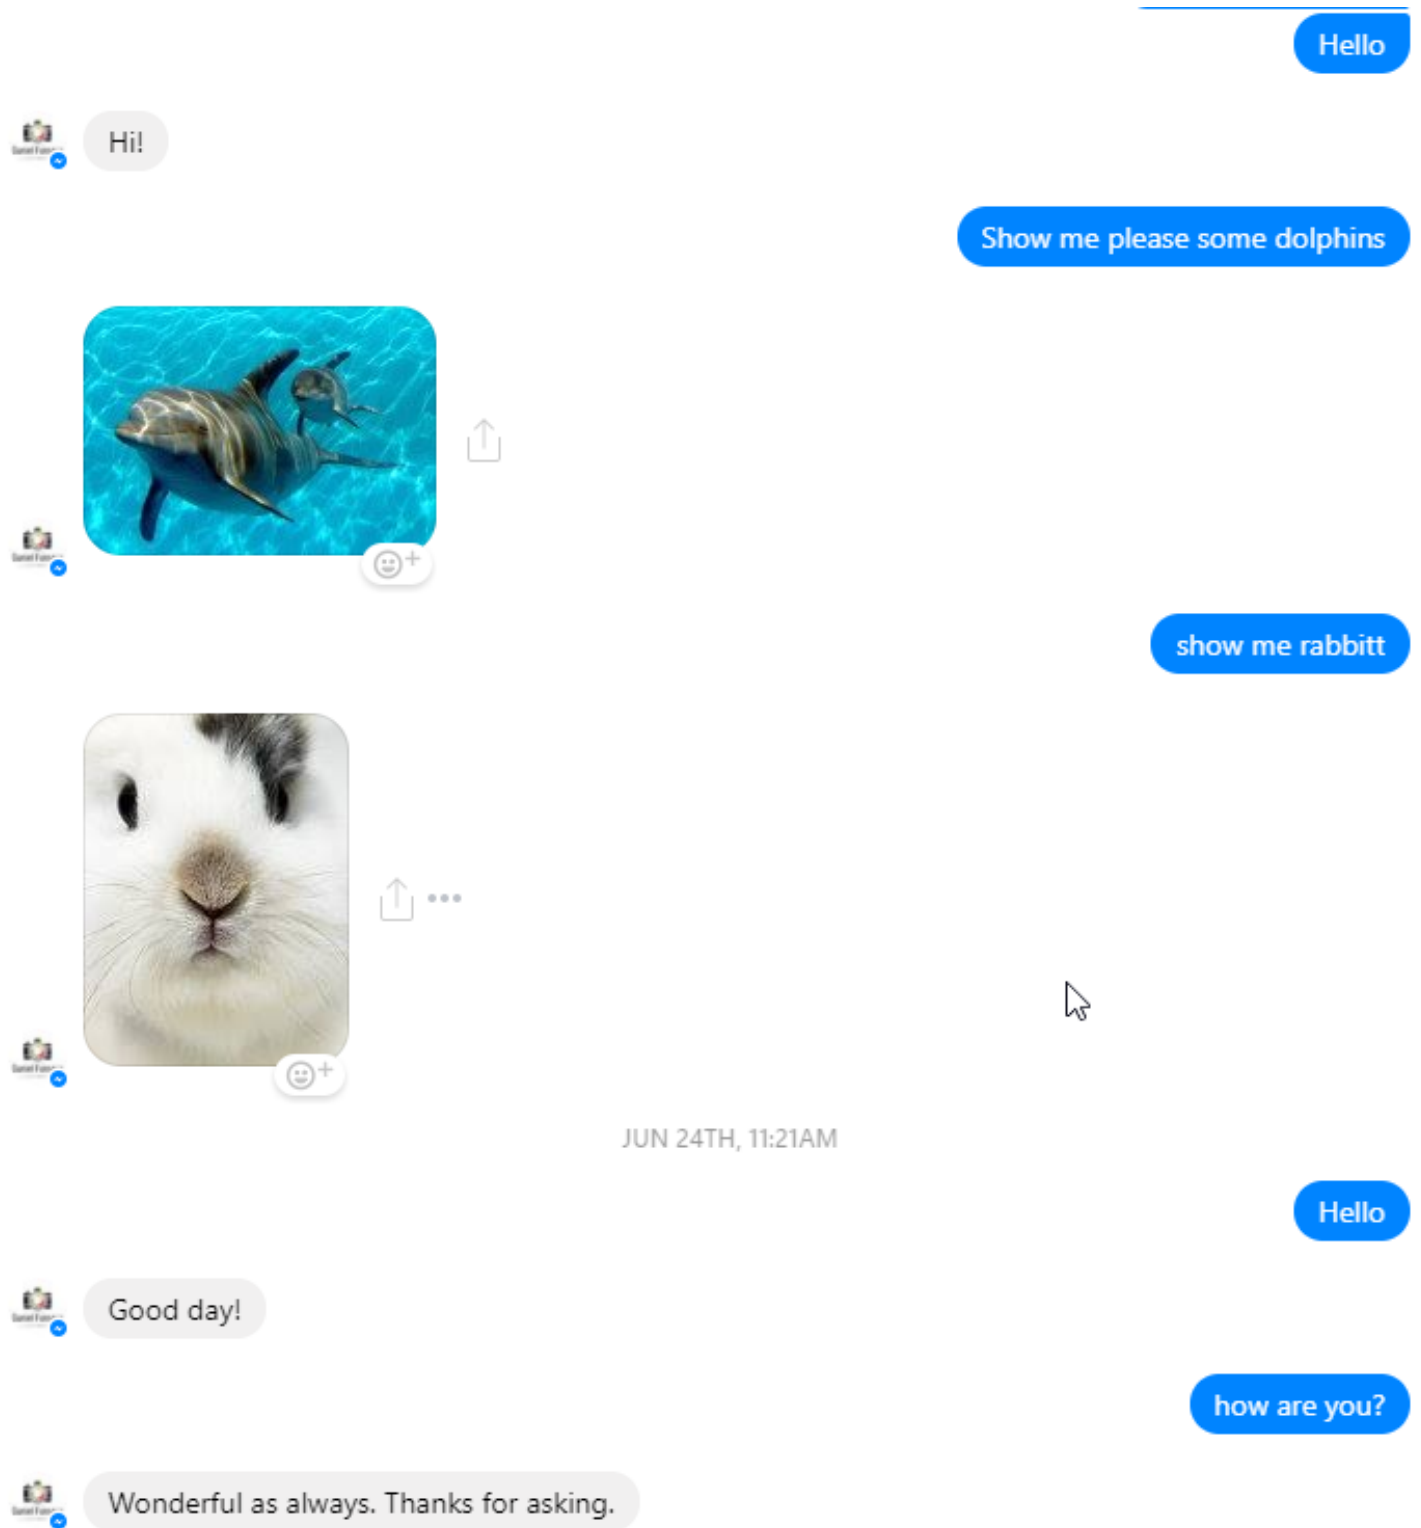 Hello
Hi!
Show me please some dolphins
show me rabbitt
JUN 24TH, 11:21AM
Hello
Good day!
how are you?
Wonderful as always. Thanks for asking.